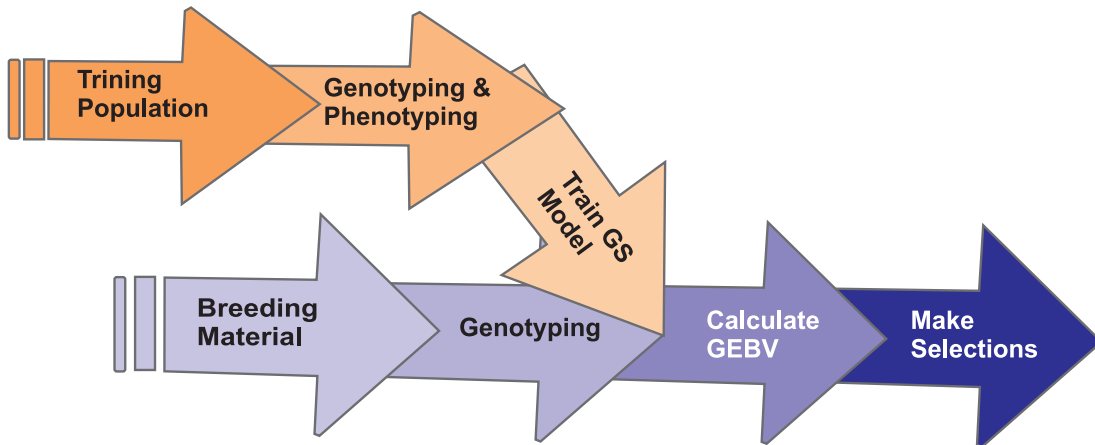 Trining
Population
Genotyping &
Phenotyping
Train GS
Model
Breeding
Material
Genotyping
Calculate
GEBV
Make
Selections